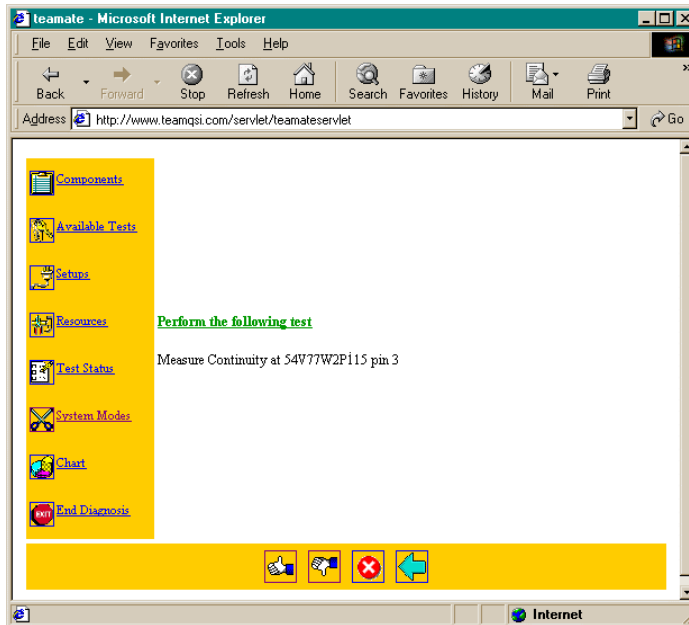 teamate - Microsoft Internet Explorer
File Edit View Favorites Tools Help
Back Forward Stop Refresh Home Search Favorites History Mail Print
Address http://www.teamqsi.com/servlet/teamateservlet Go
Components
Available Tests
Setups
Resources
Perform the following test
Measure Continuity at 54V77W2P115 pin 3
Test Status
System Modes
Chart
EXIT End Diagnosis
Internet